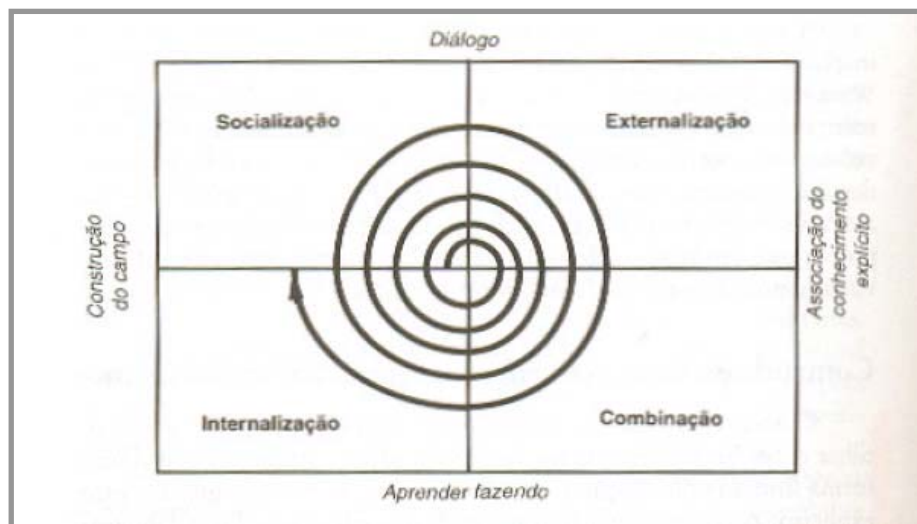 Diálogo
Socialização
Externalização
Construção
do campo
Associação do
conhecimento
explícito
Internalização
Combinação
Aprender fazendo